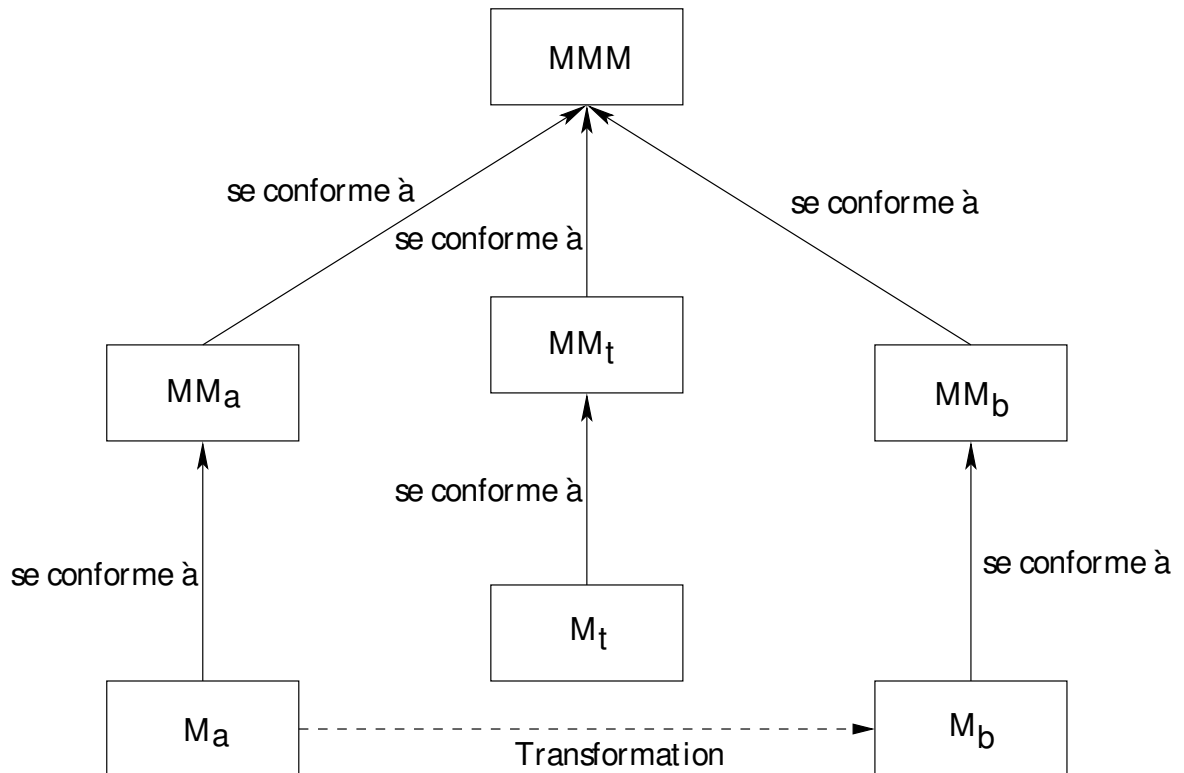 MMM
se conforme à
se conforme à
se conforme à
MMt
MMa
MMb
se conforme à
se conforme à
se conforme à
Mt
Ma
Mb
Transformation